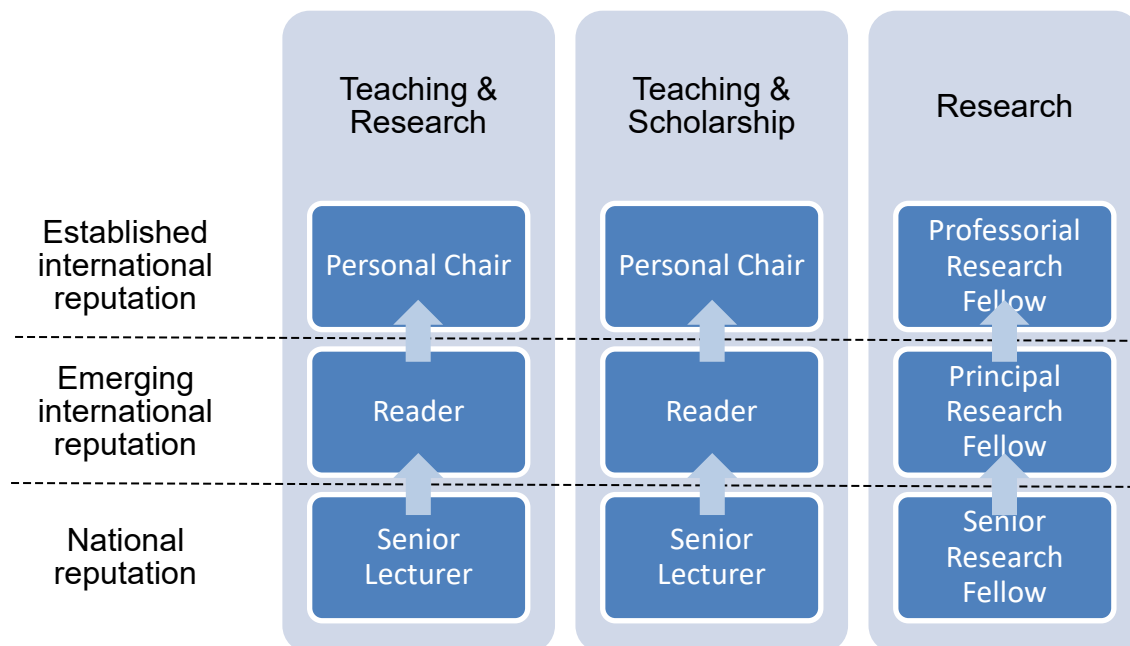 Teaching &
Research
Teaching &
Scholarship
Research
Established
international
reputation
Personal Chair
Personal Chair
Professorial
Research
Fellow
Emerging
international
reputation
Reader
Reader
Principal
Research
Fellow
National
reputation
Senior
Lecturer
Senior
Lecturer
Senior
Research
Fellow